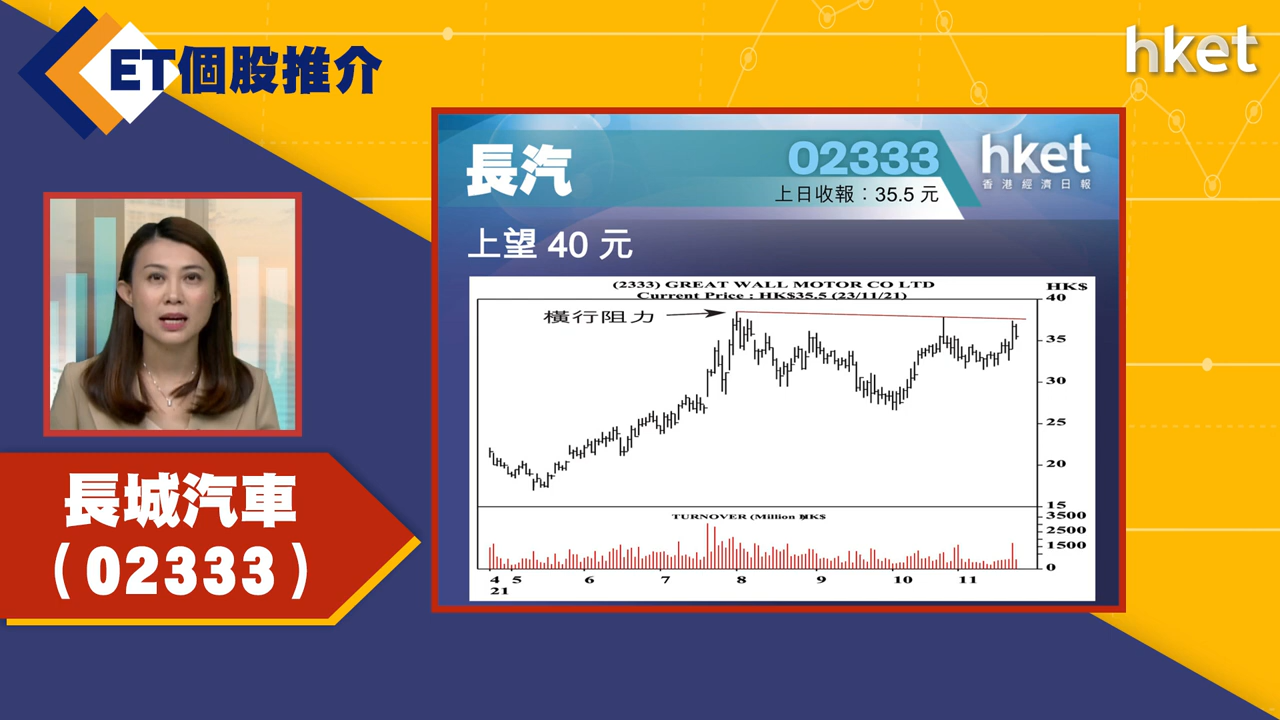 ET個股推介
hket
長汽
02333
上日收報：35.5 元
hket
香港經濟日報
上望 40 元
(2333) GREAT WALL MOTOR CO LTD
Current Price : HK$35.5 (23/11/21)
HK$
橫行阻力
40
35
30
25
20
15
TURNOVER (Million HK$
3500
2500
1500
0
4 5 6 7 8 9 10 11
21
長城汽車
（02333）